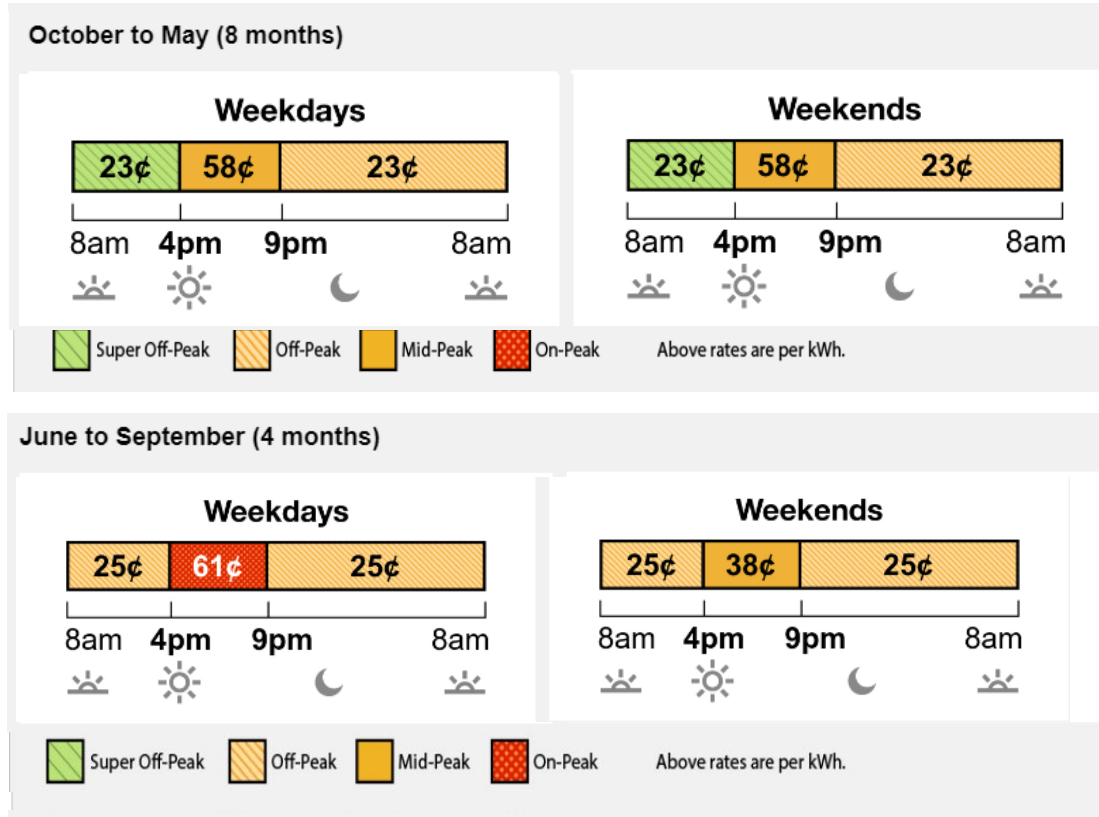 October to May (8 months)
Weekdays Weekends
23¢ 58¢ 23¢ 23¢ 58¢ 23¢
8am 4pm 9pm 8am 8am 4pm 9pm 8am
Super Off-Peak Off-Peak Mid-Peak On-Peak Above rates are per kWh.
June to September (4 months)
Weekdays Weekends
25¢ 61¢ 25¢ 25¢ 38¢ 25¢
8am 4pm 9pm 8am 8am 4pm 9pm 8am
Super Off-Peak Off-Peak Mid-Peak On-Peak Above rates are per kWh.